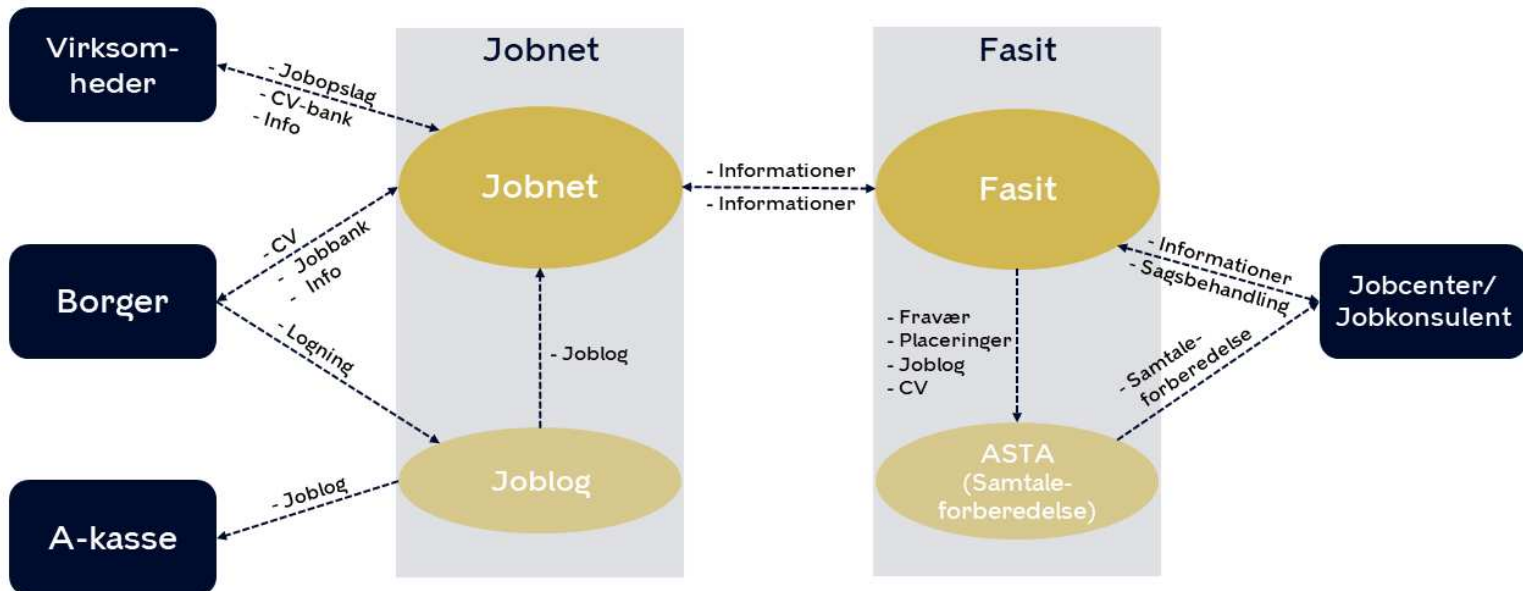 Virksom-
heder
- Jobopslag
- CV-bank
- Info
Jobnet
Jobnet
- Informationer
- Informationer
Fasit
Fasit
Borger
- CV
- Jobbank
- Info
- Logning
- Joblog
- Fravær
- Placeringer
- Joblog
- CV
- Informationer
- Sagsbehandling
- Samtale-
forberedelse
Jobcenter/
Jobkonsulent
A-kasse
- Joblog
Joblog
ASTA
(Samtale-
forberedelse)